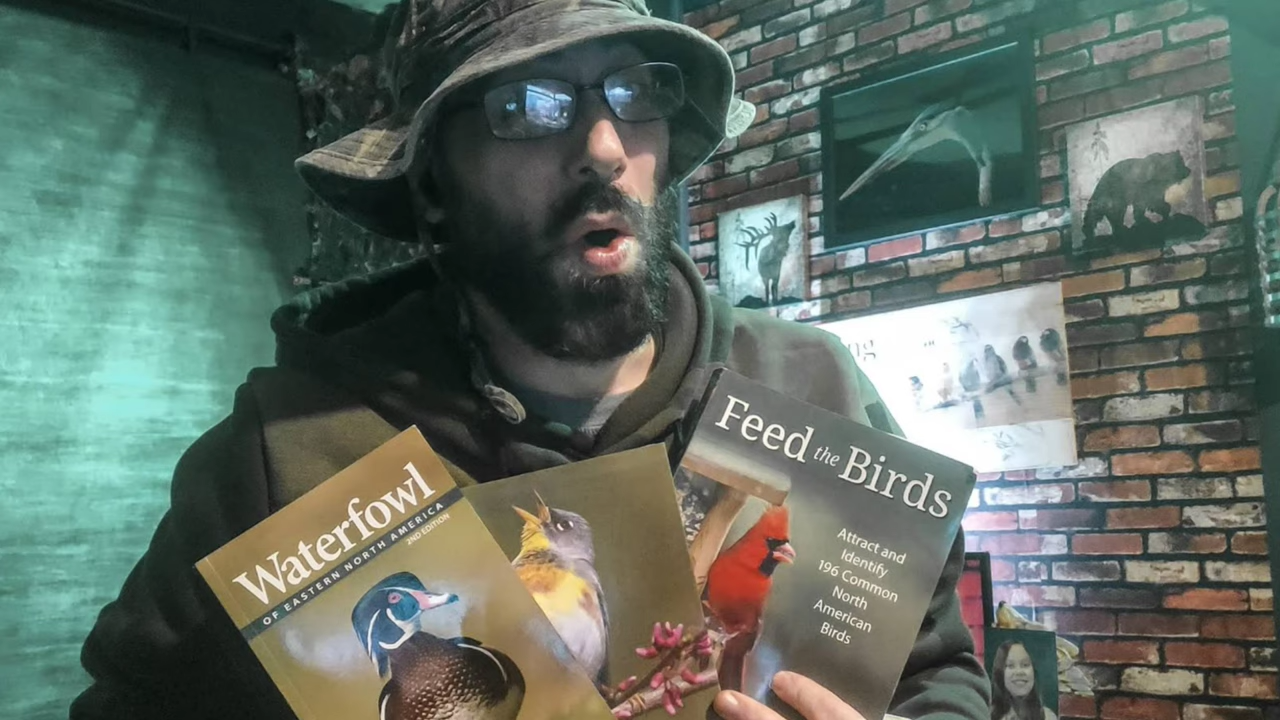 Waterfowl
OF EASTERN NORTH AMERICA
2ND EDITION
Feed the Birds
Attract and
Identify
196 Common
North
American
Birds